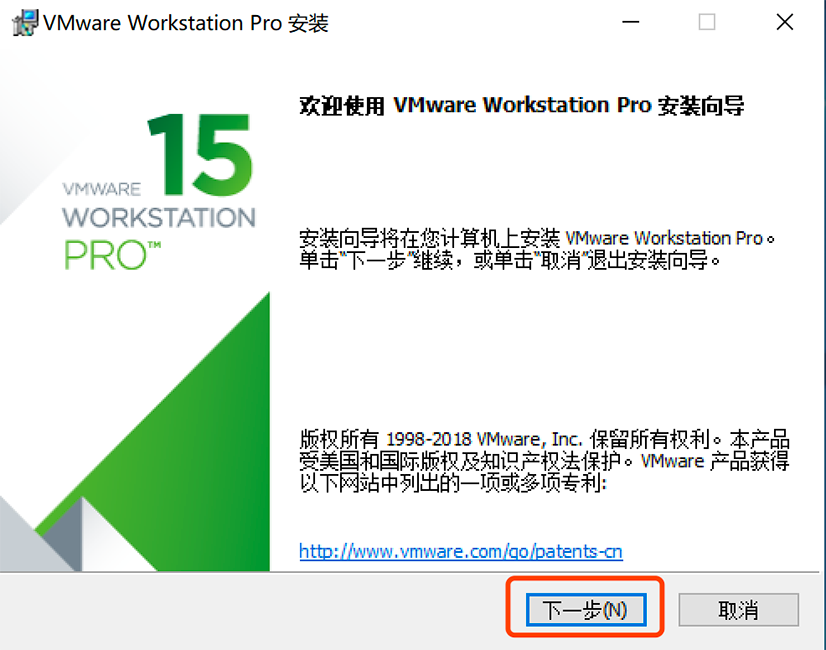 VMware Workstation Pro 安装
欢迎使用 VMware Workstation Pro 安装向导
15
VMWARE
WORKSTATION
PRO™
安装向导将在您计算机上安装 VMware Workstation Pro。
单击“下一步”继续，或单击“取消”退出安装向导。
版权所有 1998-2018 VMware, Inc. 保留所有权利。本产品
受美国和国际版权及知识产权法保护。VMware 产品获得
以下网站中列出的一项或多项专利:
http://www.vmware.com/go/patents-cn
下一步(N)
取消